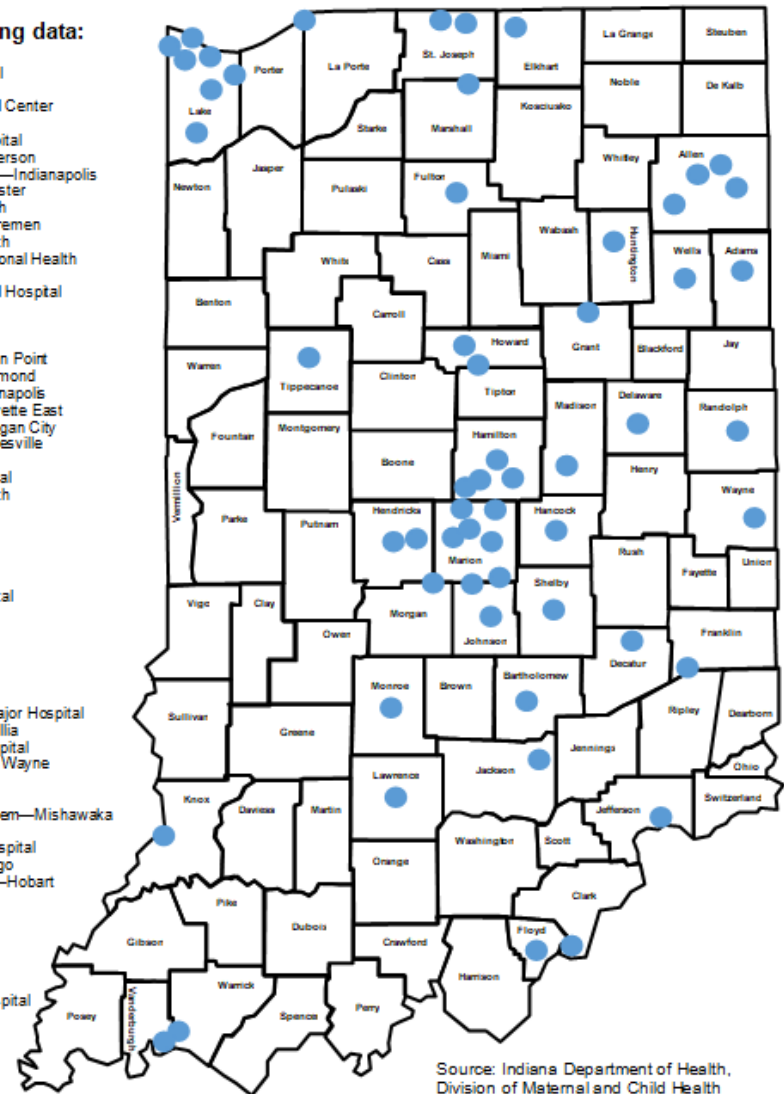 ng data:
l
l Center
ital
erson
—Indianapolis
ster
h
remen
th
onal Health
l Hospital
n Point
mond
napolis
ette East
gan City
esville
al
th
tal
ajor Hospital
llia
pital
Wayne
em—Mishawaka
spital
go
—Hobart
spital
La Grange
Steuben
St. Joseph
Elkhart
Porter
La Porte
Noble
De Kalb
Lake
Kosciusko
Starke
Marshall
Whitley
Allen
Jasper
Newton
Pulaski
Fulton
Wabash
Huntington
White
Cass
Miami
Wells
Adams
Benton
Carroll
Howard
Grant
Blackford
Jay
Warren
Tippecanoe
Clinton
Tipton
Madison
Delaware
Randolph
Fountain
Montgomery
Hamilton
Boone
Henry
Vermillion
Wayne
Parke
Putnam
Hendricks
Marion
Hancock
Rush
Fayette
Union
Vigo
Clay
Morgan
Johnson
Shelby
Owen
Franklin
Decatur
Monroe
Brown
Bartholomew
Ripley
Dearborn
Sullivan
Greene
Jennings
Jackson
Ohio
Lawrence
Switzerland
Knox
Daviess
Martin
Jefferson
Washington
Scott
Orange
Clark
Pike
Dubois
Floyd
Gibson
Crawford
Harrison
Warrick
Posey
Vanderburgh
Spencer
Perry
Source: Indiana Department of Health,
Division of Maternal and Child Health